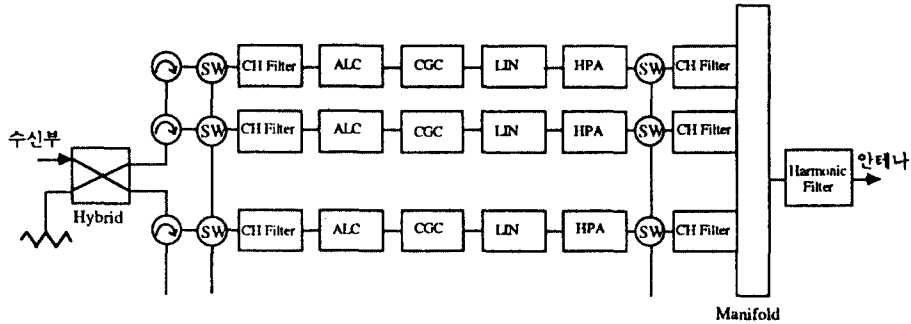 SW CH Filter ALC CGC LIN HPA SW CH Filter
수신부
SW CH Filter ALC CGC LIN HPA SW CH Filter
Hybrid
Harmonic
Filter
안테나
SW CH Filter ALC CGC LIN HPA SW CH Filter
Manifold